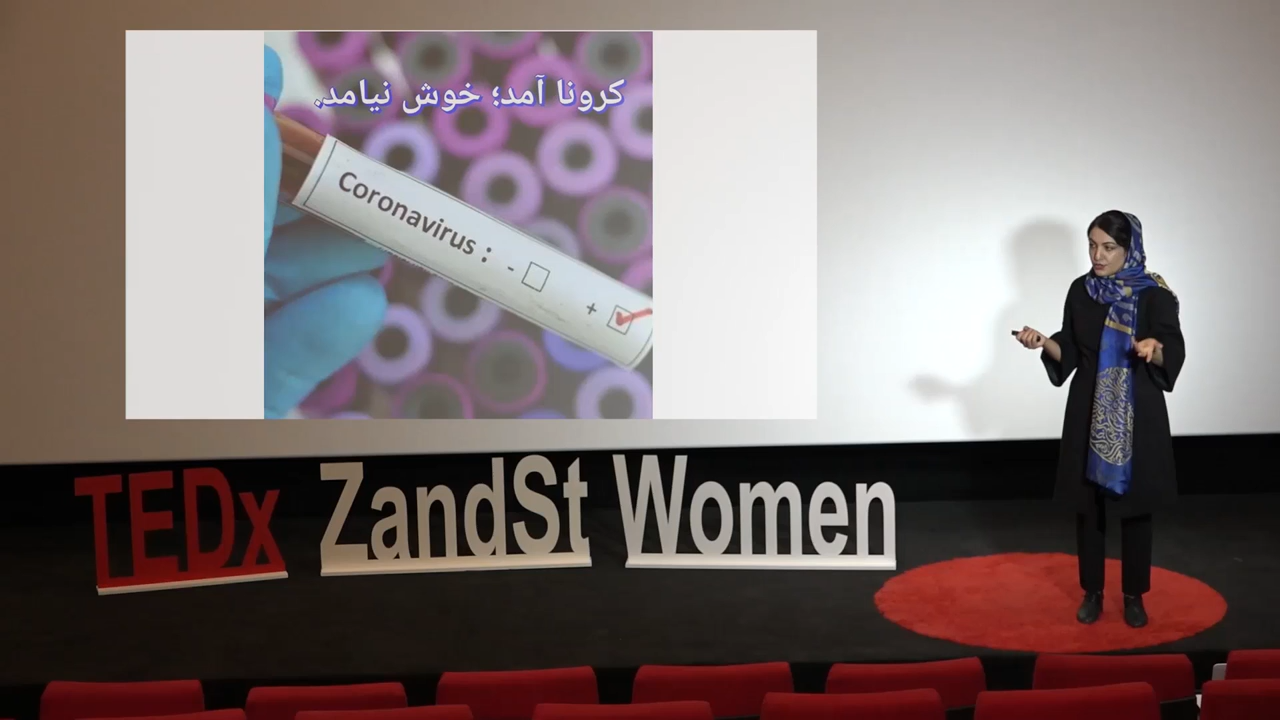 کرونا آمد؛ خوش نیامد.
Coronavirus :
- ☐
+ ☑
TEDx ZandSt Women